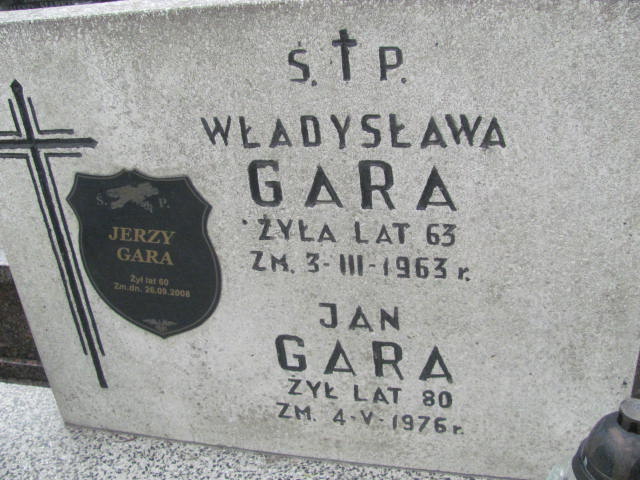 Ś. P.
WŁADYSŁAWA
GARA
ŻYŁA LAT 63
ZM. 3-III-1963 r.
JAN
GARA
ŻYŁ LAT 80
ZM. 4-V-1976 r.
Ś. P.
JERZY
GARA
Żył lat 60
Zm.dn. 26.09.2008